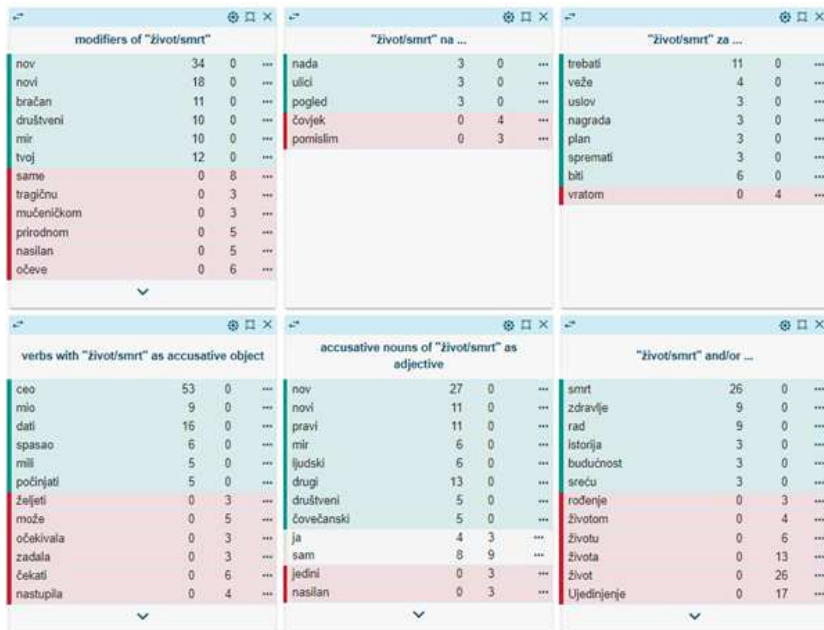 modifiers of "život/smrt"
nov 34 0
novi 18 0
bračan 11 0
društveni 10 0
mir 10 0
tvoj 12 0
same 0 8
tragičnu 0 3
mučeničkom 0 3
prirodnom 0 5
nasilan 0 5
očeve 0 6
"život/smrt" na ...
nada 3 0
ulici 3 0
pogled 3 0
čovjek 0 4
pomislim 0 3
"život/smrt" za ...
trebati 11 0
veže 4 0
uslov 3 0
nagrada 3 0
plan 3 0
spremati 3 0
biti 6 0
vratom 0 4
verbs with "život/smrt" as accusative object
ceo 53 0
mio 9 0
dati 16 0
spasao 6 0
mili 5 0
počinjati 5 0
željeti 0 3
može 0 5
očekivala 0 3
zadala 0 3
čekati 0 6
nastupila 0 4
accusative nouns of "život/smrt" as
adjective
nov 27 0
novi 11 0
pravi 11 0
mir 6 0
ljudski 6 0
drugi 13 0
društveni 5 0
čovečanski 5 0
ja 4 3
sam 8 9
jedini 0 3
nasilan 0 3
"život/smrt" and/or ...
smrt 26 0
zdravlje 9 0
rad 9 0
istorija 3 0
budućnost 3 0
sreću 3 0
rođenje 0 3
životom 0 4
životu 0 6
života 0 13
život 0 26
Ujedinjenje 0 17